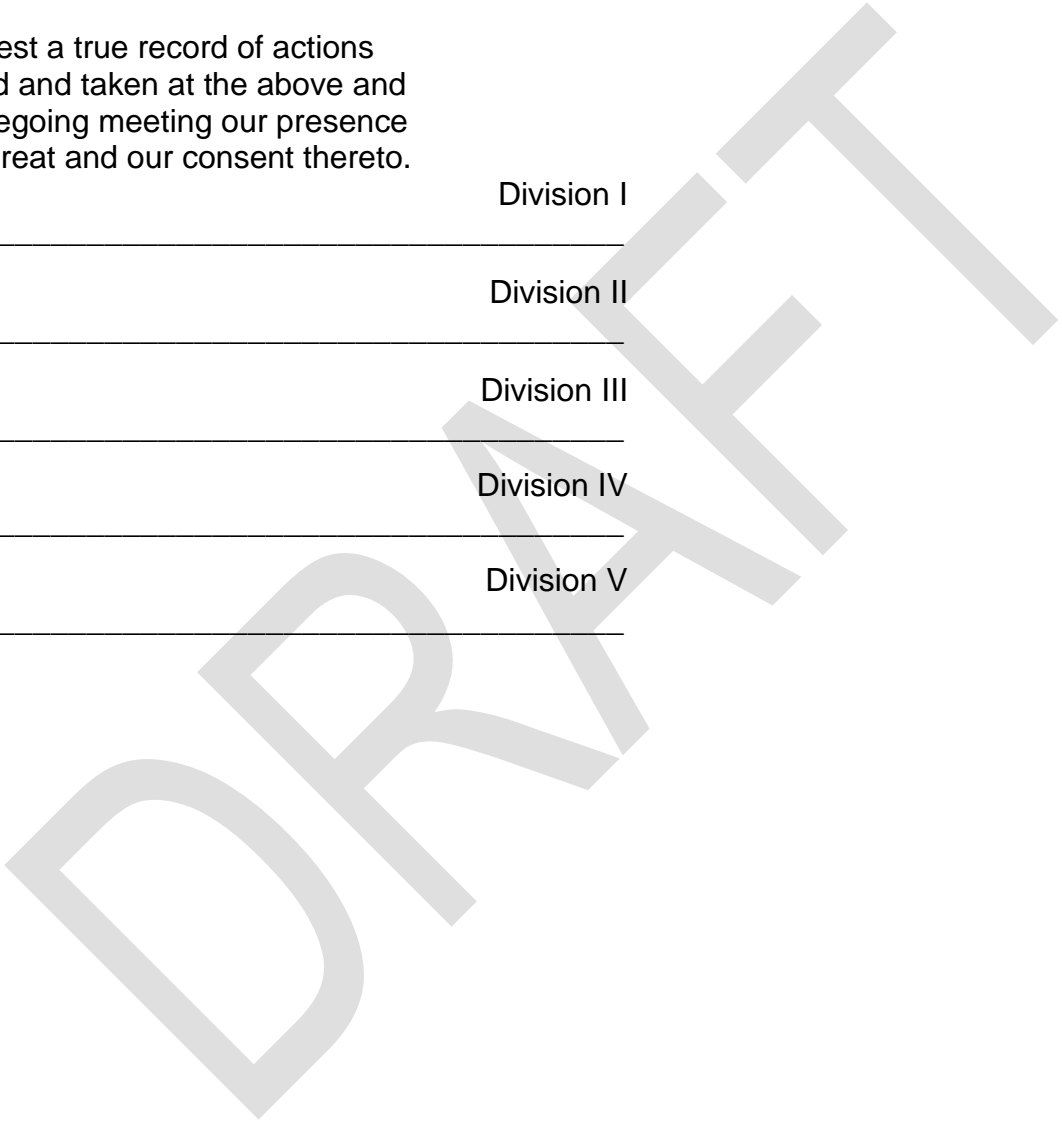 est a true record of actions
d and taken at the above and
egoing meeting our presence
reat and our consent thereto.
Division I
Division II
Division III
Division IV
Division V
DRAFT